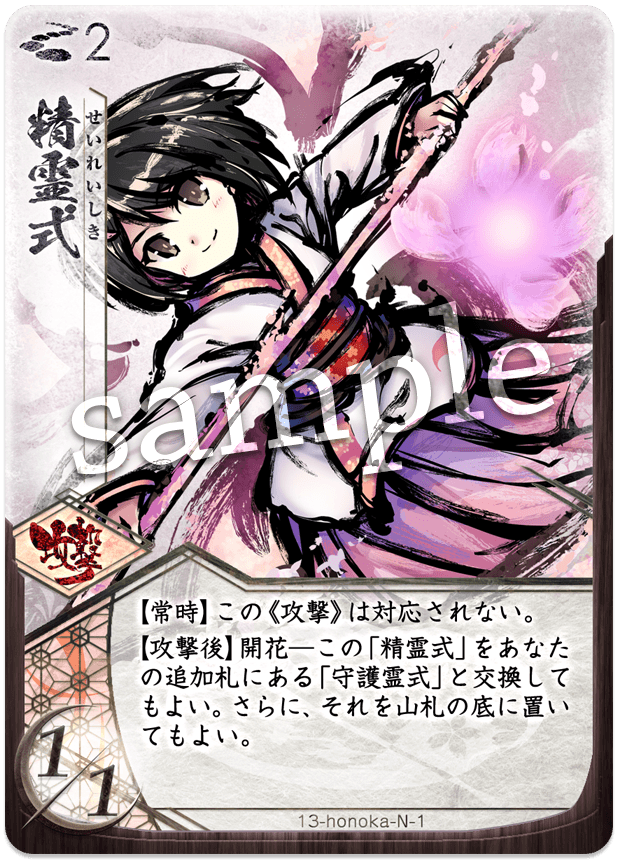 2
精霊式
せいれいしき
sample
攻撃
【常時】この《攻撃》は対応されない。
【攻撃後】開花―この「精霊式」をあなた
の追加札にある「守護霊式」と交換して
もよい。さらに、それを山札の底に置い
てもよい。
1/1
13-honoka-N-1